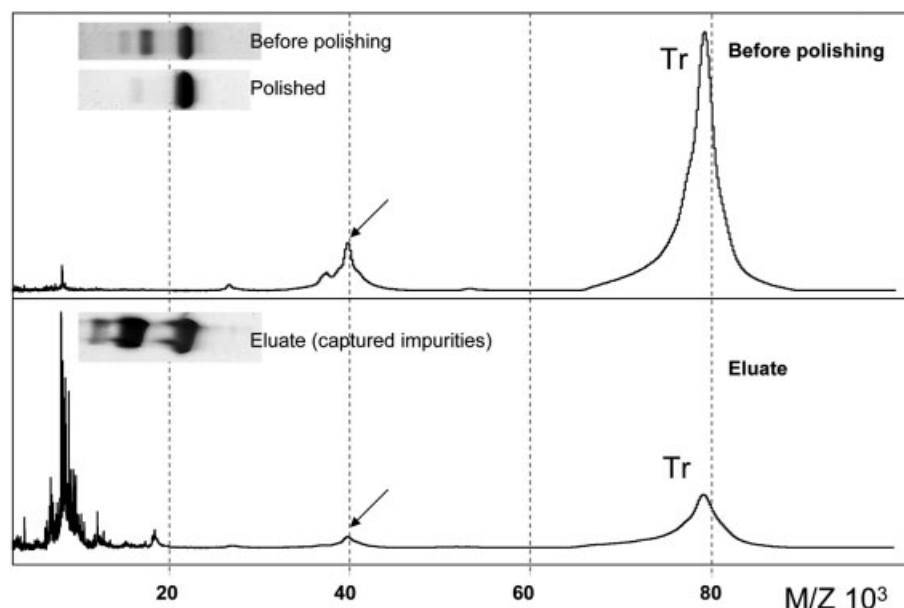 Before polishing
Polished
Tr
Before polishing
Eluate (captured impurities)
Eluate
Tr
20
40
60
80
M/Z 10³